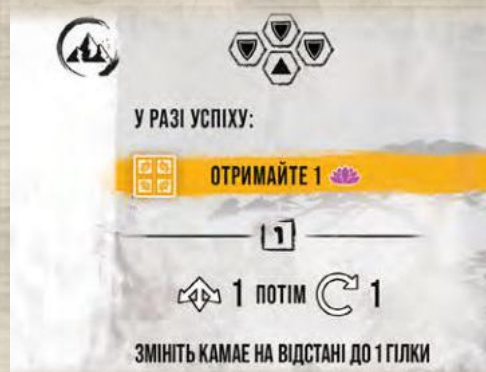 У РАЗІ УСПІХУ:
ОТРИМАЙТЕ 1
1
1 ПОТІМ 1
ЗМІНІТЬ КАМАЕ НА ВІДСТАНІ ДО 1 ГІЛКИ